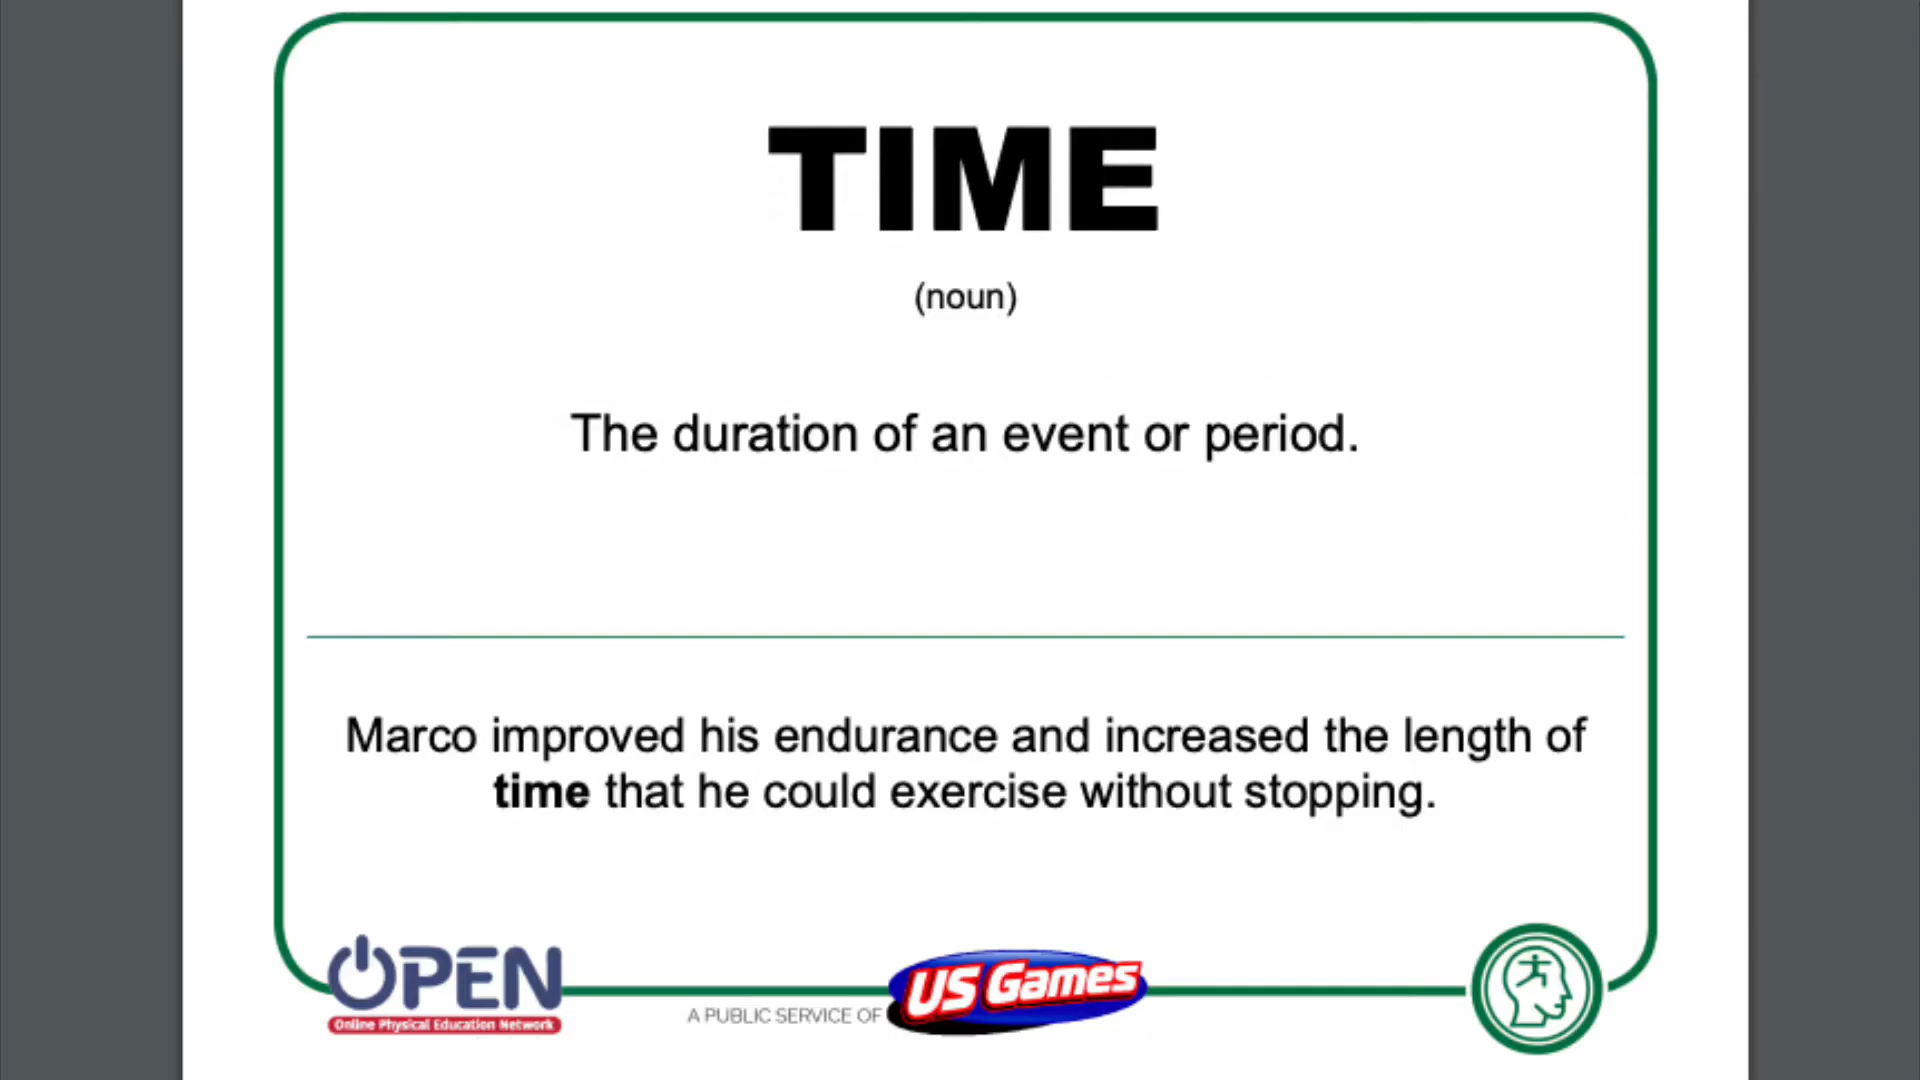 TIME
(noun)
The duration of an event or period.
Marco improved his endurance and increased the length of
time that he could exercise without stopping.
OPEN
Online Physical Education Network
A PUBLIC SERVICE OF
US Games